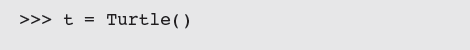 >>> t = Turtle()